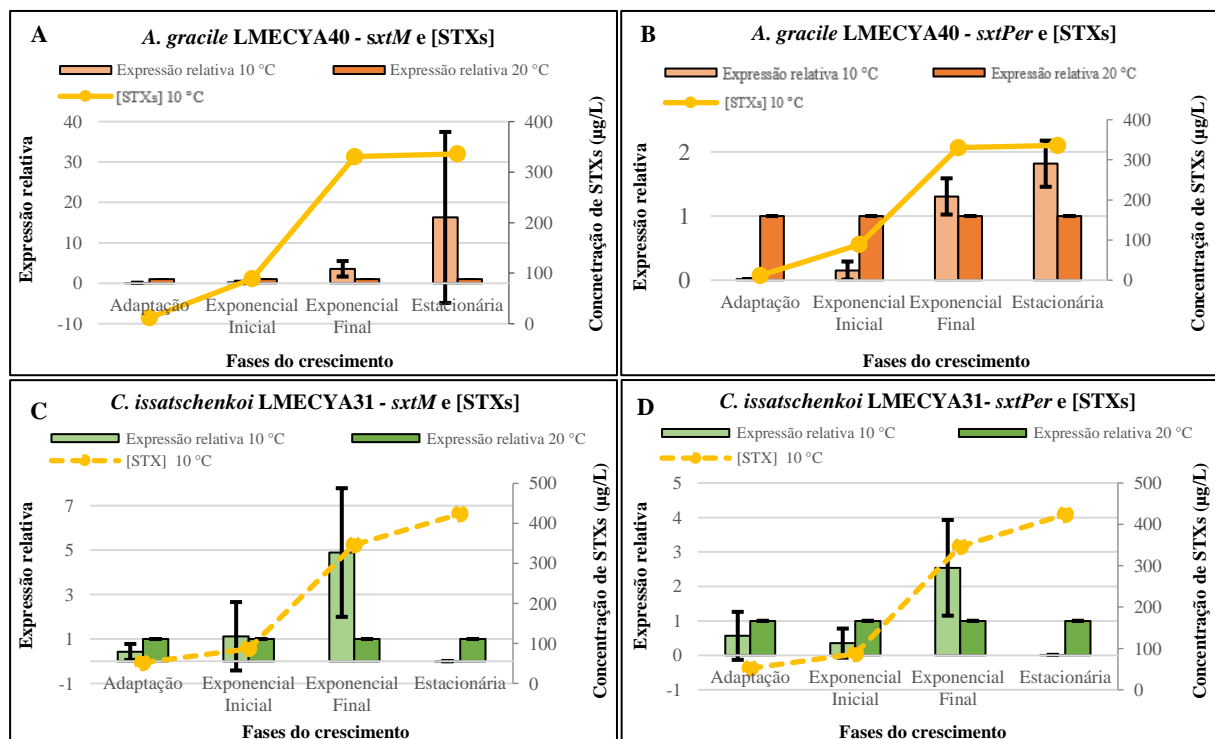 A
A. gracile LMECYA40 - sxtM e [STXs]
Expressão relativa 10 °C
Expressão relativa 20 °C
[STXs] 10 °C
Expressão relativa
40
30
20
10
0
-10
400
300
200
100
0
Concnetração de STXs (µg/L)
Adaptação
Exponencial
Inicial
Exponencial
Final
Estacionária
Fases do crescimento
B
A. gracile LMECYA40 - sxtPer e [STXs]
Expressão relativa 10 °C
Expressão relativa 20 °C
[STXs] 10 °C
Expressão relativa
2
1
0
400
300
200
100
0
Concentração de STXs (µg/L)
Adaptação
Exponencial
Inicial
Exponencial
Final
Estacionária
Fases do crescimento
C
C. issatschenkoi LMECYA31 - sxtM e [STXs]
Expressão relativa 10 °C
Expressão relativa 20 °C
[STX] 10 °C
Expressão relativa
7
5
3
1
-1
500
400
300
200
100
0
Concentração de STXs (µg/L)
Adaptação
Exponencial
Inicial
Exponencial
Final
Estacionária
Fases do crescimento
D
C. issatschenkoi LMECYA31- sxtPer e [STXs]
Expressão relativa 10 °C
Expressão relativa 20 °C
[STX] 10 °C
Expressão relativa
5
4
3
2
1
0
-1
500
400
300
200
100
0
Concentração de STXs (µg/L)
Adaptação
Exponencial
Inicial
Exponencial
Final
Estacionária
Fases do crescimento